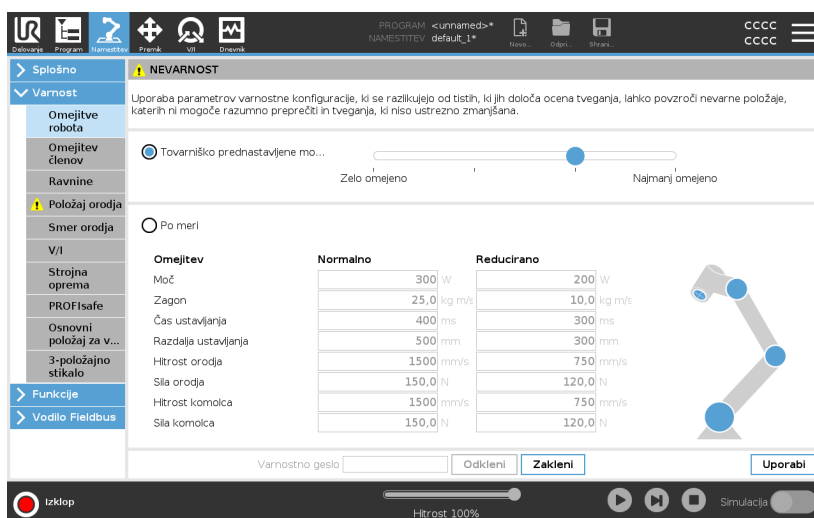 PROGRAM <unnamed>*
NAMESTITEV default_1*
CCCC
CCCC
Delovanje Program Namestitev Premik V/I Dnevnik Novo... Odpri... Shrani...
Splošno
Varnost
Omejitve
robota
Omejitev
členov
Ravnine
Položaj orodja
Smer orodja
V/I
Strojna
oprema
PROFIsafe
Osnovni
položaj za v...
3-položajno
stikalo
Funkcije
Vodilo Fieldbus
NEVARNOST
Uporaba parametrov varnostne konfiguracije, ki se razlikujejo od tistih, ki jih določa ocena tveganja, lahko povzroči nevarne položaje,
katerih ni mogoče razumno preprečiti in tveganja, ki niso ustrezno zmanjšana.
Tovarniško prednastavljene mo...
Zelo omejeno Najmanj omejeno
Po meri
Omejitev Normalno Reducirano
Moč 300 W 200 W
Zagon 25,0 kg m/s 10,0 kg m/s
Čas ustavljanja 400 ms 300 ms
Razdalja ustavljanja 500 mm 300 mm
Hitrost orodja 1500 mm/s 750 mm/s
Sila orodja 150,0 N 120,0 N
Hitrost komolca 1500 mm/s 750 mm/s
Sila komolca 150,0 N 120,0 N
Varnostno geslo Odkleni Zakleni Uporabi
Izklop
Hitrost 100%
Simulacija